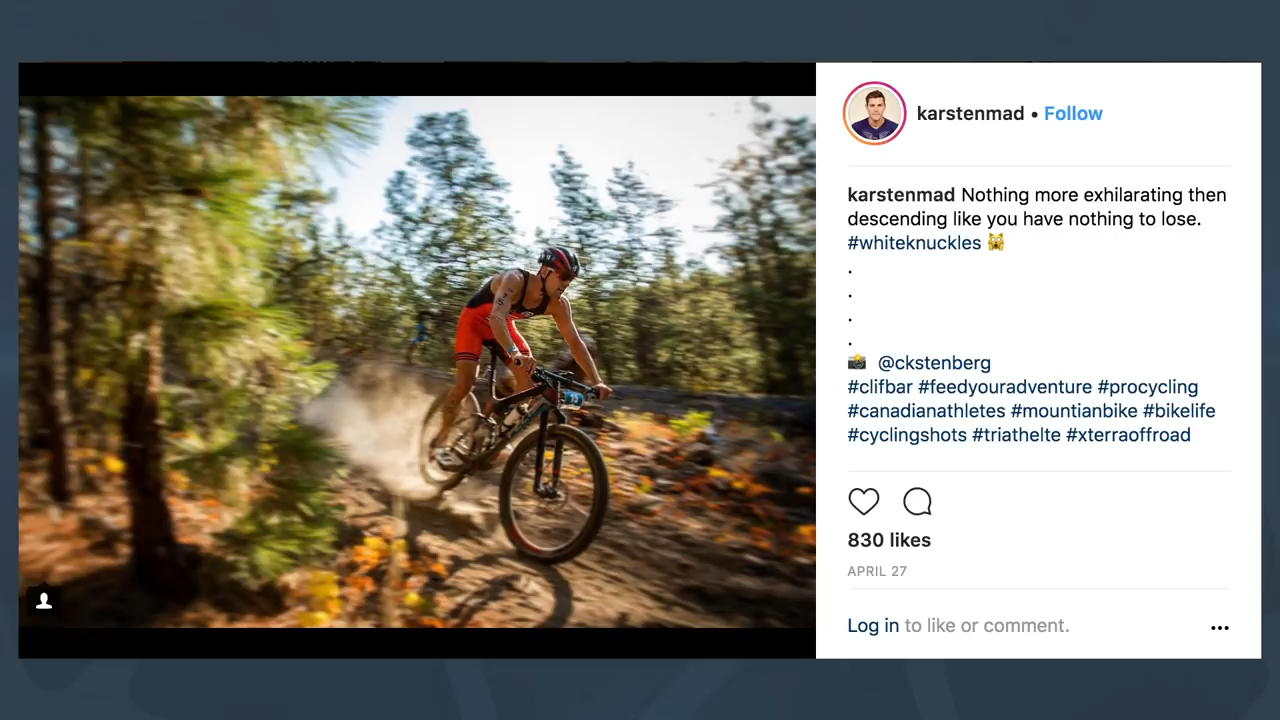 karstenmad • Follow
karstenmad Nothing more exhilarating then
descending like you have nothing to lose.
#whiteknuckles 🙀
.
.
.
.
📸 @ckstenberg
#clifbar #feedyouradventure #procycling
#canadianathletes #mountianbike #bikelife
#cyclingshots #triathelte #xterraoffroad
830 likes
APRIL 27
Log in to like or comment.